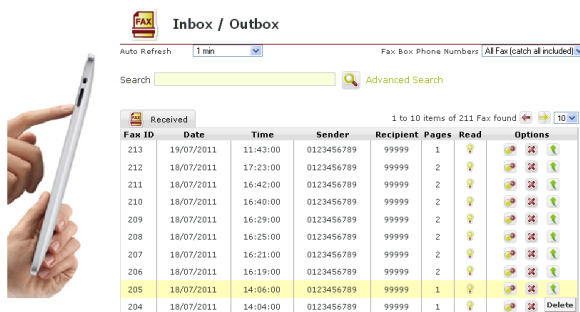 FAX Inbox / Outbox
Auto Refresh 1 min Fax Box Phone Numbers All Fax (catch all included)
Search Advanced Search
Received 1 to 10 items of 211 Fax found 10
Fax ID Date Time Sender Recipient Pages Read Options
213 19/07/2011 11:43:00 0123456789 99999 1
212 18/07/2011 17:23:00 0123456789 99999 2
211 18/07/2011 16:42:00 0123456789 99999 2
210 18/07/2011 16:40:00 0123456789 99999 2
209 18/07/2011 16:29:00 0123456789 99999 2
208 18/07/2011 16:25:00 0123456789 99999 2
207 18/07/2011 16:21:00 0123456789 99999 2
206 18/07/2011 16:19:00 0123456789 99999 2
205 18/07/2011 14:06:00 0123456789 99999 1
204 18/07/2011 14:04:00 0123456789 99999 1 Delete